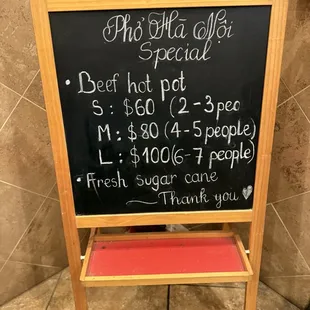 Phở Hà Nội
Special
• Beef hot pot
S : $60 (2-3 peo
M : $80 (4-5 people)
L : $100 (6-7 people)
• Fresh sugar cane
~ Thank you ♥